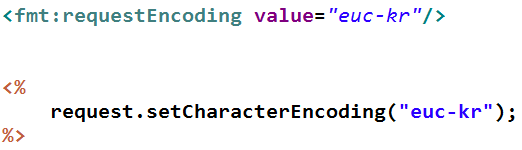 <fmt:requestEncoding value="euc-kr"/>
<%
request.setCharacterEncoding("euc-kr");
%>